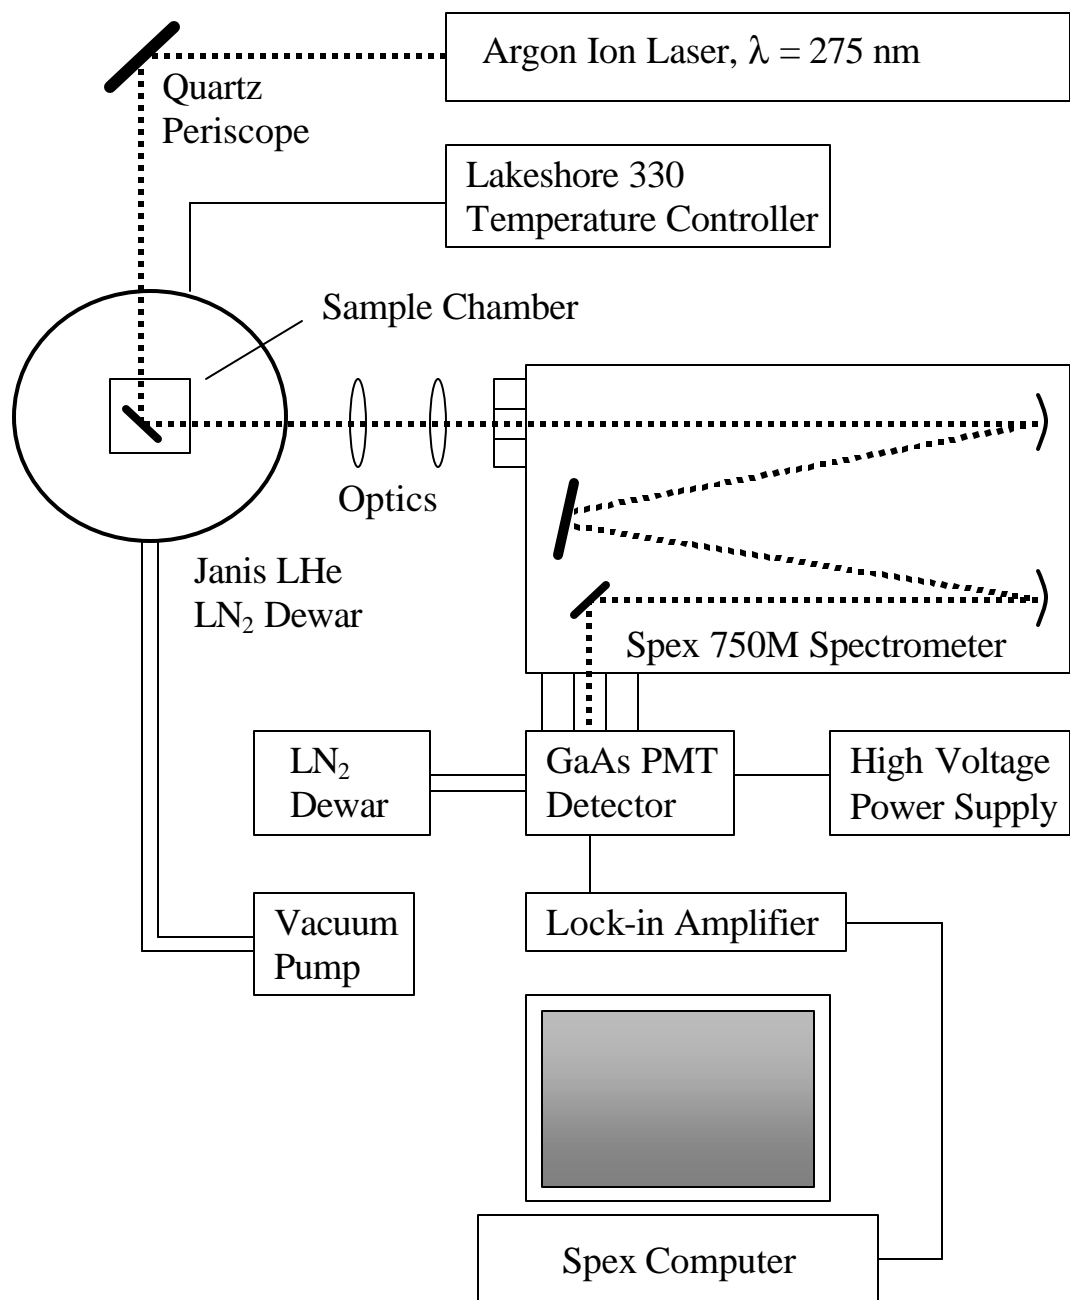 Argon Ion Laser, λ = 275 nm
Quartz
Periscope
Lakeshore 330
Temperature Controller
Sample Chamber
Optics
Janis LHe
LN₂ Dewar
Spex 750M Spectrometer
LN₂
Dewar
GaAs PMT
Detector
High Voltage
Power Supply
Vacuum
Pump
Lock-in Amplifier
Spex Computer